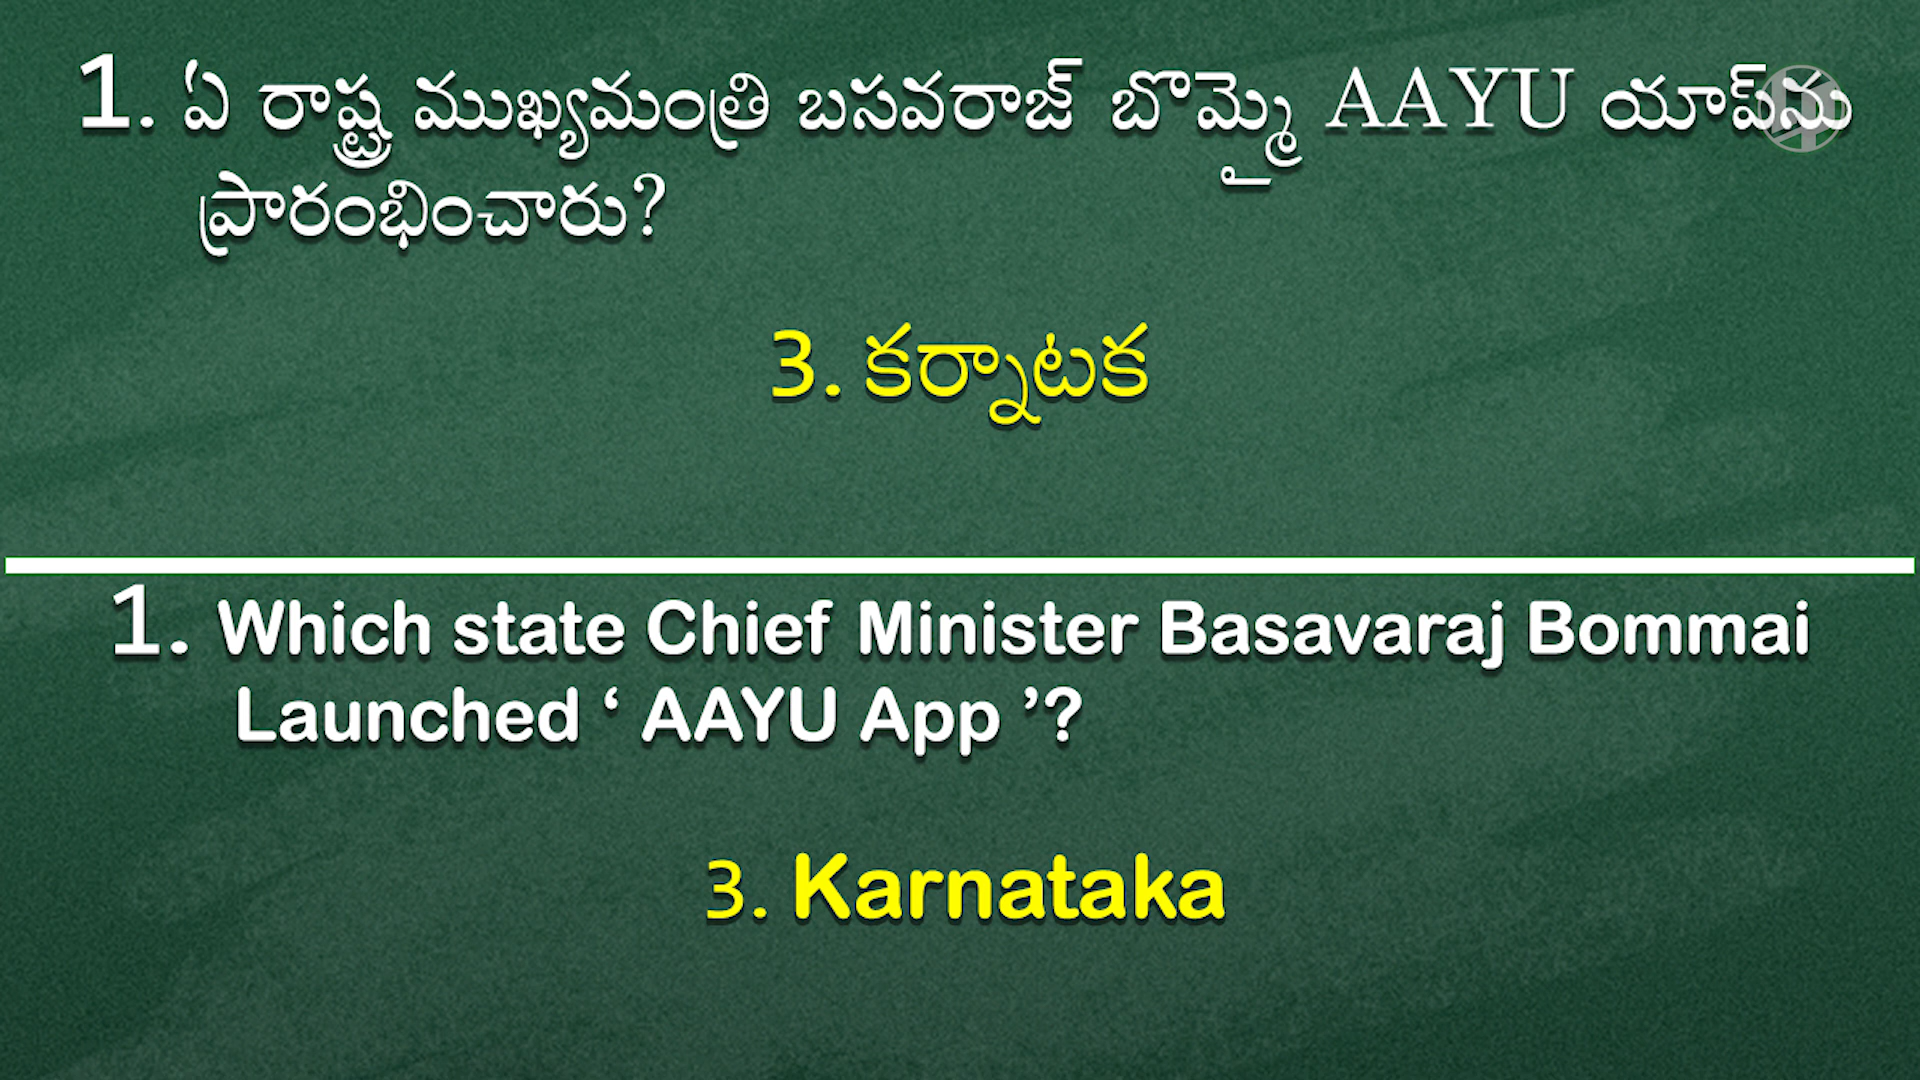 1. ఏ రాష్ట్ర ముఖ్యమంత్రి బసవరాజ్ బొమ్మై AAYU యాప్‌ను
ప్రారంభించారు?
3. కర్నాటక
1. Which state Chief Minister Basavaraj Bommai
Launched ‘ AAYU App ’?
3. Karnataka